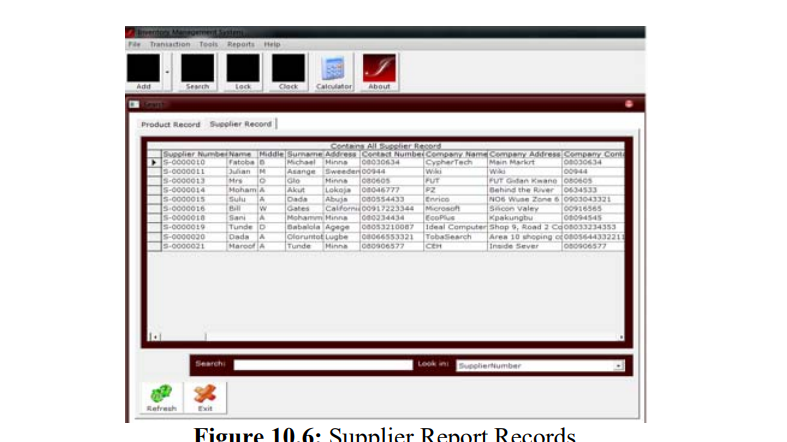 Inventory Management System
File Transaction Tools Reports Help
Add Search Lock Clock Calculator About
Search
Product Record Supplier Record
Contains All Supplier Record
Supplier Number Name Middle Surname Address Contact Number Company Name Company Address Company Conta
S-0000010 Fatoba B Michael Minna 08030634 CypherTech Main Markrt 08030634
S-0000011 Julian M Asange Sweeden 00944 Wiki Wiki 00944
S-0000013 Mrs O Glo Minna 080605 FUT FUT Gidan Kwano 080605
S-0000014 Moham A Akut Lokoja 08046777 PZ Behind the River 0634533
S-0000015 Sulu A Dada Abuja 080554433 Enrico NO6 Wuse Zone 6 0903043321
S-0000016 Bill W Gates Californi 00917223344 Microsoft Silicon Valey 00916565
S-0000018 Sani A Mohamm Minna 080234434 EcoPlus Kpakungbu 08094545
S-0000019 Tunde D Babalola Agege 08053210087 Ideal Computer Shop 9, Road 2 Co 08033234353
S-0000020 Dada A Oloruntob Lugbe 08066553321 TobaSearch Area 10 shoping co 0805644332211
S-0000021 Maroof A Tunde Minna 080906577 CEH Inside Sever 080906577
Search: Look in: SupplierNumber
Refresh Exit
Figure 10.6: Supplier Report Records